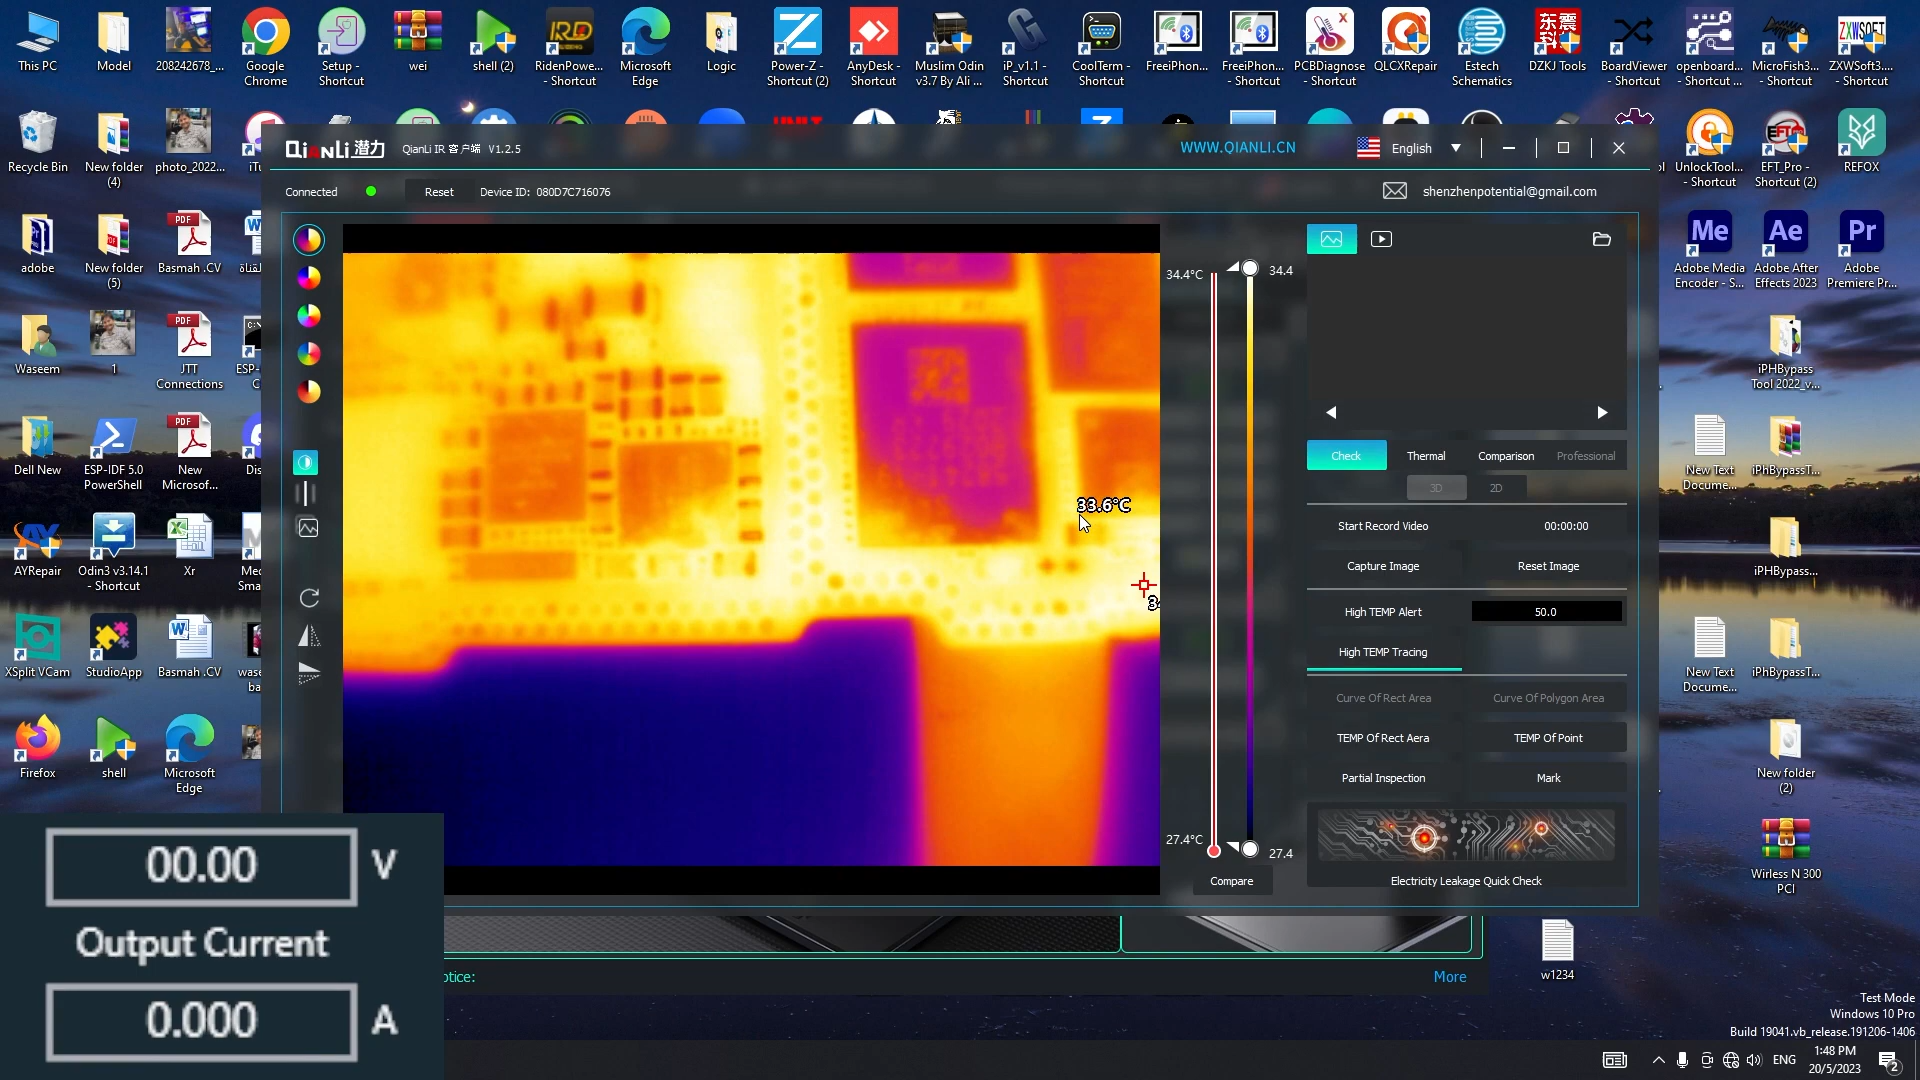 This PC
Model
208242678_...
Google
Chrome
Setup -
Shortcut
wei
shell (2)
RidenPowe...
- Shortcut
Microsoft
Edge
Logic
Power-Z -
Shortcut (2)
AnyDesk -
Shortcut
Muslim Odin
v3.7 By Ali ...
iP_v1.1 -
Shortcut
CoolTerm -
Shortcut
FreeiPhon...
FreeiPhon...
- Shortcut
PCBDiagnose
- Shortcut
QLCXRepair
Estech
Schematics
东震
科
DZKJ Tools
BoardViewer
- Shortcut
openboard...
- Shortcut ...
MicroFish3...
- Shortcut
ZXWSOFT
ZXWSoft3....
- Shortcut
Recycle Bin
New folder
(4)
photo_2022...
UnlockTool...
- Shortcut
EFT_Pro -
Shortcut (2)
REFOX
QianLi 潜力
QianLi IR 客户端 V1.2.5
WWW.QIANLI.CN
English
Connected
Reset
Device ID: 080D7C716076
shenzhenpotential@gmail.com
adobe
New folder
(5)
Basmah .CV
Adobe Media
Encoder - S...
Adobe After
Effects 2023
Adobe
Premiere Pr...
Waseem
1
JTT
Connections
iPHBypass
Tool 2022_v...
Dell New
ESP-IDF 5.0
PowerShell
New
Microsof...
New Text
Docume...
iPhBypassT...
AYRepair
Odin3 v3.14.1
- Shortcut
Xr
iPHBypass...
XSplit VCam
StudioApp
Basmah .CV
New Text
Docume...
iPhBypassT...
Firefox
shell
Microsoft
Edge
New folder
(2)
Wirless N 300
PCI
w1234
33.6°C
34.4°C
34.4
27.4°C
27.4
Compare
Check
Thermal
Comparison
Professional
3D
2D
Start Record Video
00:00:00
Capture Image
Reset Image
High TEMP Alert
50.0
High TEMP Tracing
Curve Of Rect Area
Curve Of Polygon Area
TEMP Of Rect Aera
TEMP Of Point
Partial Inspection
Mark
Electricity Leakage Quick Check
00.00 V
Output Current
0.000 A
otice:
More
Test Mode
Windows 10 Pro
Build 19041.vb_release.191206-1406
ENG
1:48 PM
20/5/2023
2